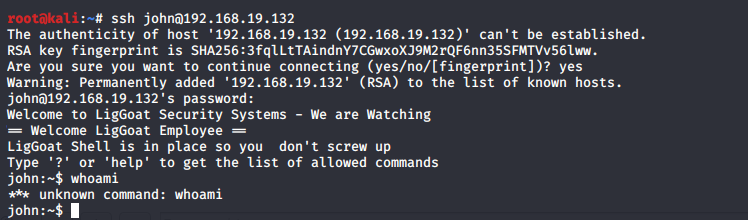 root@kali:~# ssh john@192.168.19.132
The authenticity of host '192.168.19.132 (192.168.19.132)' can't be established.
RSA key fingerprint is SHA256:3fqlLtTAindnY7CGwxoXJ9M2rQF6nn35SFMTVv56lww.
Are you sure you want to continue connecting (yes/no/[fingerprint])? yes
Warning: Permanently added '192.168.19.132' (RSA) to the list of known hosts.
john@192.168.19.132's password:
Welcome to LigGoat Security Systems - We are Watching
== Welcome LigGoat Employee ==
LigGoat Shell is in place so you  don't screw up
Type '?' or 'help' to get the list of allowed commands
john:~$ whoami
*** unknown command: whoami
john:~$